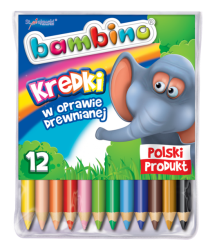 bambino
Kredki
w oprawie
drewnianej
12
Polski
Produkt